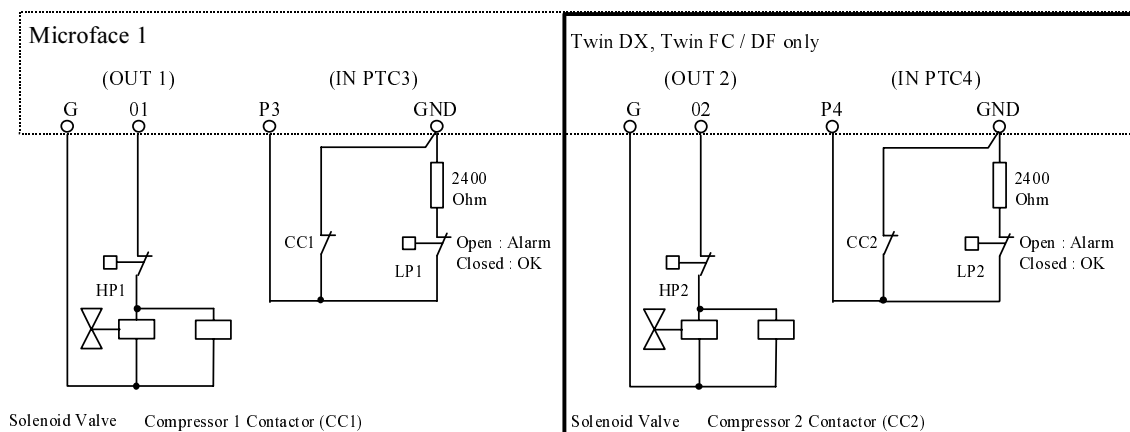 Microface 1
Twin DX, Twin FC / DF only
(OUT 1)
(IN PTC3)
(OUT 2)
(IN PTC4)
G
01
P3
GND
G
02
P4
GND
2400
Ohm
2400
Ohm
CC1
Open : Alarm
Closed : OK
CC2
Open : Alarm
Closed : OK
LP1
LP2
HP1
HP2
Solenoid Valve
Compressor 1 Contactor (CC1)
Solenoid Valve
Compressor 2 Contactor (CC2)